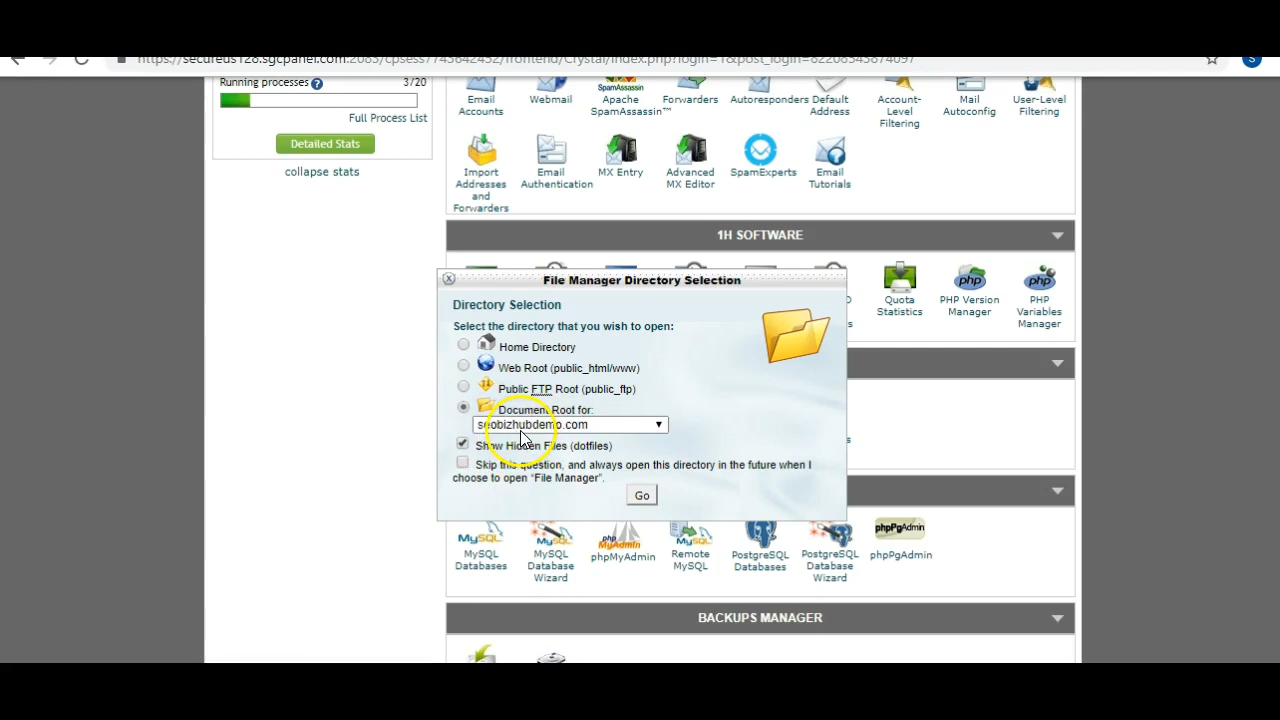 Running processes ? 3/20
Full Process List
Detailed Stats
collapse stats
Email Accounts
Webmail
Apache SpamAssassin™
Forwarders
Autoresponders
Default Address
Account-Level Filtering
Mail Autoconfig
User-Level Filtering
Import Addresses and Forwarders
Email Authentication
MX Entry
Advanced MX Editor
SpamExperts
Email Tutorials
1H SOFTWARE
Quota Statistics
PHP Version Manager
PHP Variables Manager
File Manager Directory Selection
Directory Selection
Select the directory that you wish to open:
Home Directory
Web Root (public_html/www)
Public FTP Root (public_ftp)
Document Root for:
seobizhubdemo.com
Show Hidden Files (dotfiles)
Skip this question, and always open this directory in the future when I
choose to open "File Manager".
Go
MySQL Databases
MySQL Database Wizard
phpMyAdmin
Remote MySQL
PostgreSQL Databases
PostgreSQL Database Wizard
phpPgAdmin
BACKUPS MANAGER